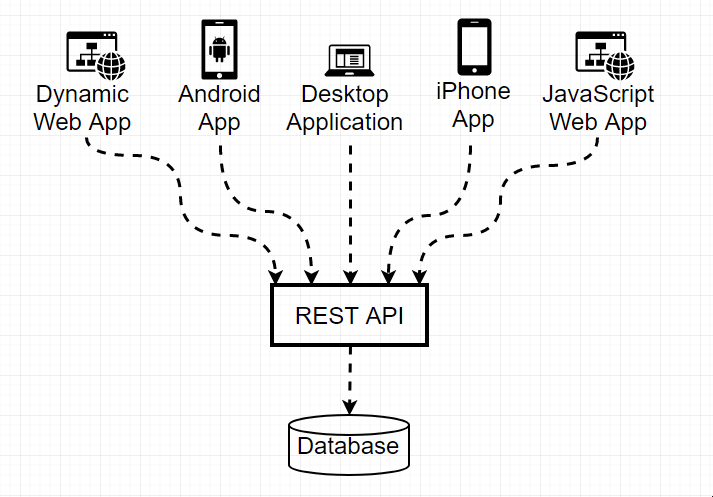 Dynamic
Web App
Android
App
Desktop
Application
iPhone
App
JavaScript
Web App
REST API
Database